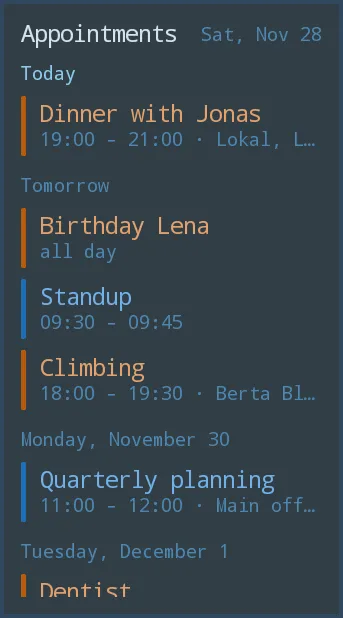 Appointments Sat, Nov 28
Today
Dinner with Jonas
19:00 – 21:00 · Lokal, L…
Tomorrow
Birthday Lena
all day
Standup
09:30 – 09:45
Climbing
18:00 – 19:30 · Berta Bl…
Monday, November 30
Quarterly planning
11:00 – 12:00 · Main off…
Tuesday, December 1
Dentist